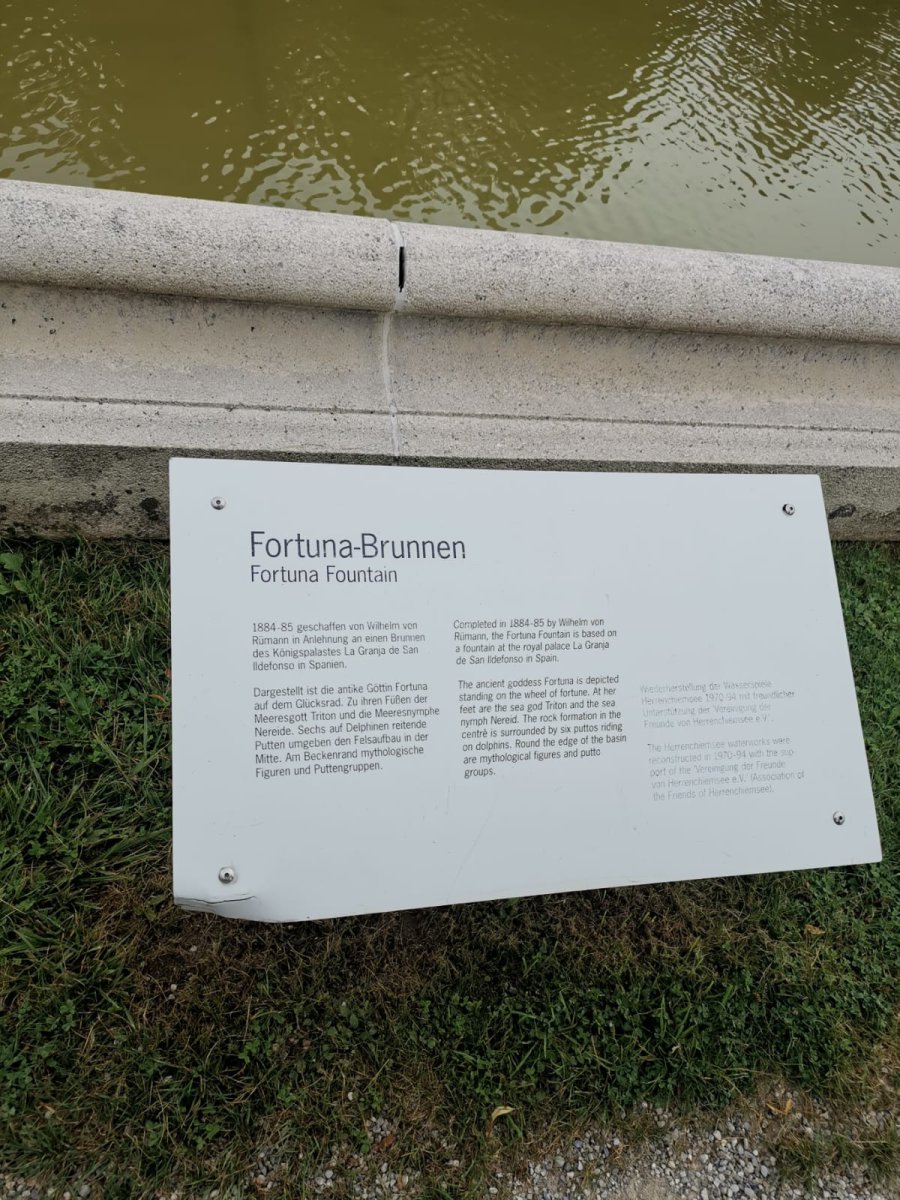 Fortuna-Brunnen
Fortuna Fountain
1884-85 geschaffen von Wilhelm von
Rümann in Anlehnung an einen Brunnen
des Königspalastes La Granja de San
Ildefonso in Spanien.
Dargestellt ist die antike Göttin Fortuna
auf dem Glücksrad. Zu ihren Füßen der
Meeresgott Triton und die Meeresnymphe
Nereide. Sechs auf Delphinen reitende
Putten umgeben den Felsaufbau in der
Mitte. Am Beckenrand mythologische
Figuren und Puttengruppen.
Completed in 1884-85 by Wilhelm von
Rümann, the Fortuna Fountain is based on
a fountain at the royal palace La Granja
de San Ildefonso in Spain.
The ancient goddess Fortuna is depicted
standing on the wheel of fortune. At her
feet are the sea god Triton and the sea
nymph Nereid. The rock formation in the
centre is surrounded by six puttos riding
on dolphins. Round the edge of the basin
are mythological figures and putto
groups.
Wiederherstellung der Wasserspiele
Herrenchiemsee 1970-94 mit freundlicher
Unterstützung der Vereinigung der
Freunde von Herrenchiemsee e.V..
The Herrenchiemsee waterworks were
reconstructed in 1970-94 with the sup-
port of the 'Vereinigung der Freunde
von Herrenchiemsee e.V.' (Association of
the Friends of Herrenchiemsee).